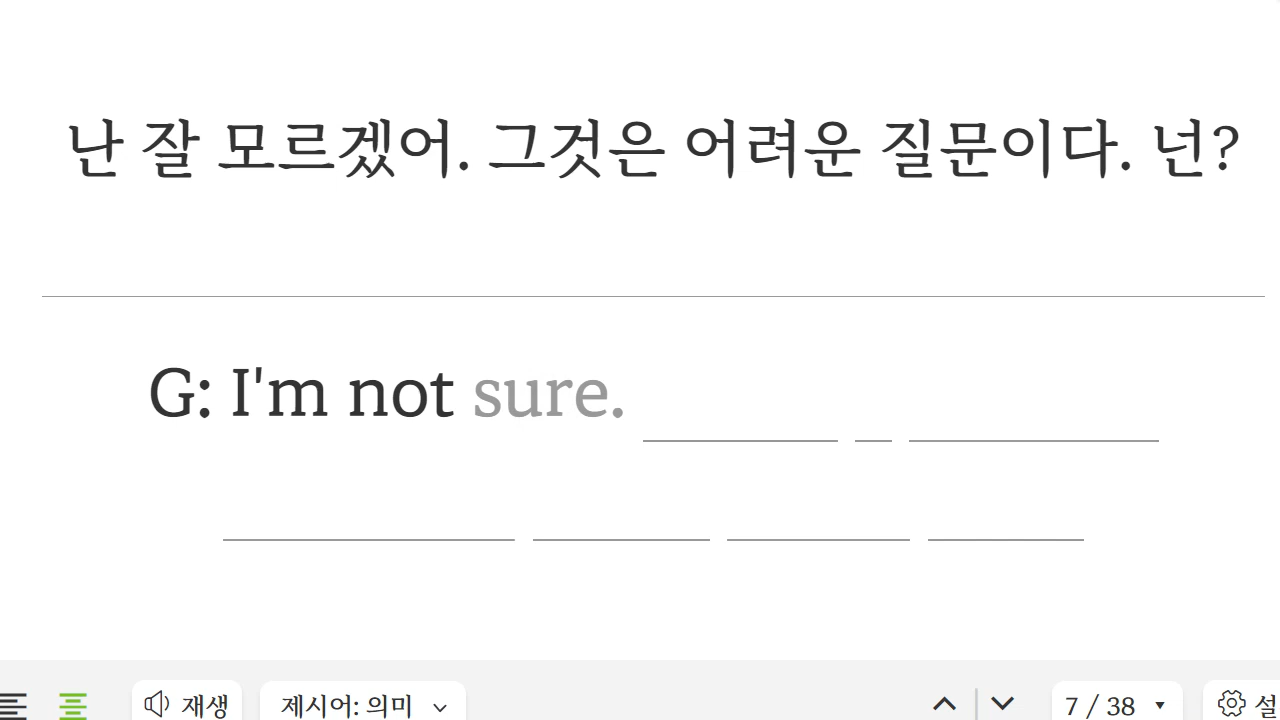 난 잘 모르겠어. 그것은 어려운 질문이다. 넌?
G: I'm not sure.
재생 제시어: 의미 7 / 38